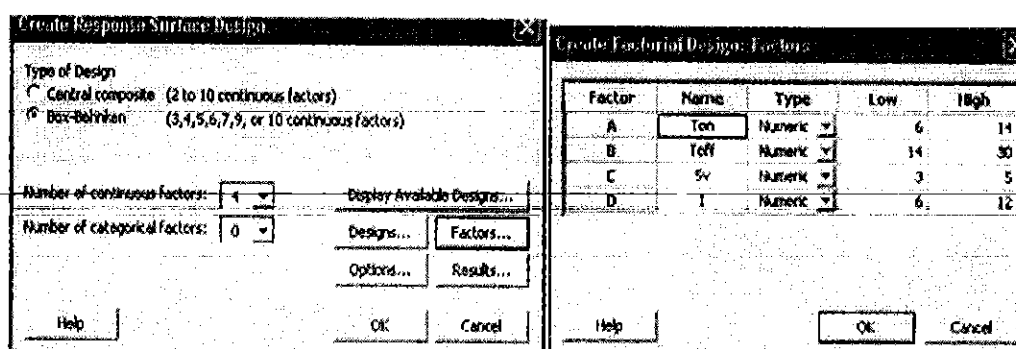 Create Response Surface Design
Type of Design
Central composite (2 to 10 continuous factors)
Box-Behnken (3,4,5,6,7,9, or 10 continuous factors)
Number of continuous factors: 4
Display Available Designs...
Number of categorical factors: 0
Designs... Factors...
Options... Results...
Help OK Cancel
Create Factorial Design: Factors
Factor Name Type Low High
A Ton Numeric 6 14
B Toff Numeric 14 30
C Sv Numeric 3 5
D I Numeric 6 12
Help OK Cancel